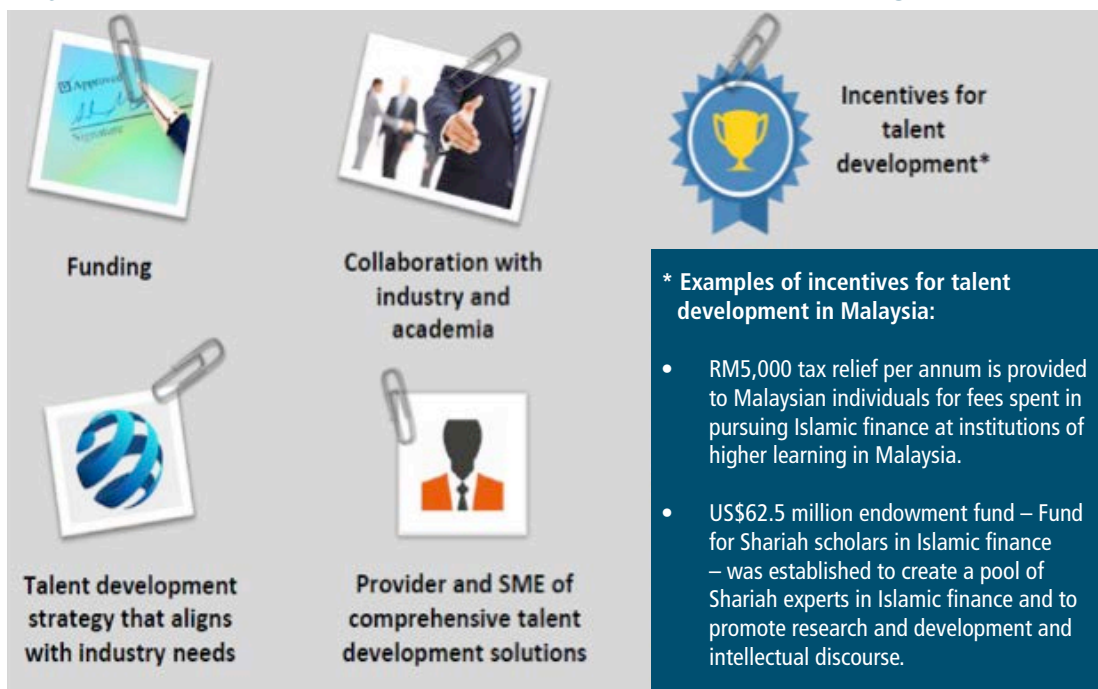 Approved
Signature
Funding
Collaboration with
industry and
academia
Incentives for
talent
development*
Talent development
strategy that aligns
with industry needs
Provider and SME of
comprehensive talent
development solutions
* Examples of incentives for talent
development in Malaysia:
• RM5,000 tax relief per annum is provided
to Malaysian individuals for fees spent in
pursuing Islamic finance at institutions of
higher learning in Malaysia.
• US$62.5 million endowment fund – Fund
for Shariah scholars in Islamic finance
– was established to create a pool of
Shariah experts in Islamic finance and to
promote research and development and
intellectual discourse.